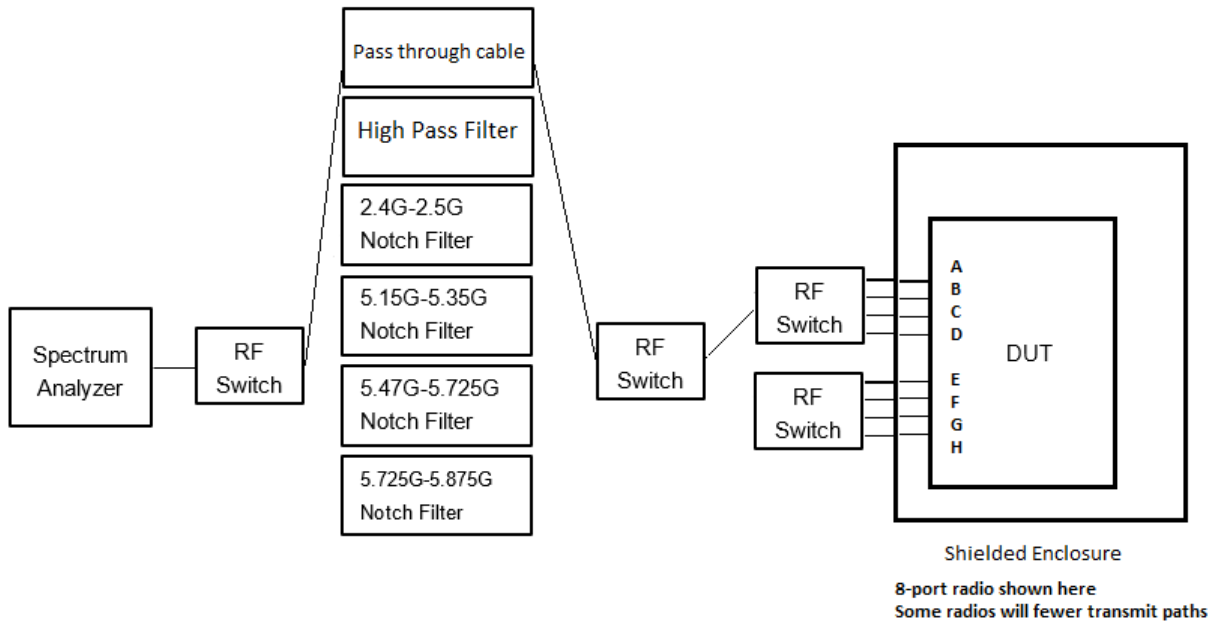 Pass through cable
High Pass Filter
2.4G-2.5G
Notch Filter
5.15G-5.35G
Notch Filter
5.47G-5.725G
Notch Filter
5.725G-5.875G
Notch Filter
Spectrum
Analyzer
RF
Switch
RF
Switch
RF
Switch
RF
Switch
A
B
C
D
E
F
G
H
DUT
Shielded Enclosure
8-port radio shown here
Some radios will fewer transmit paths